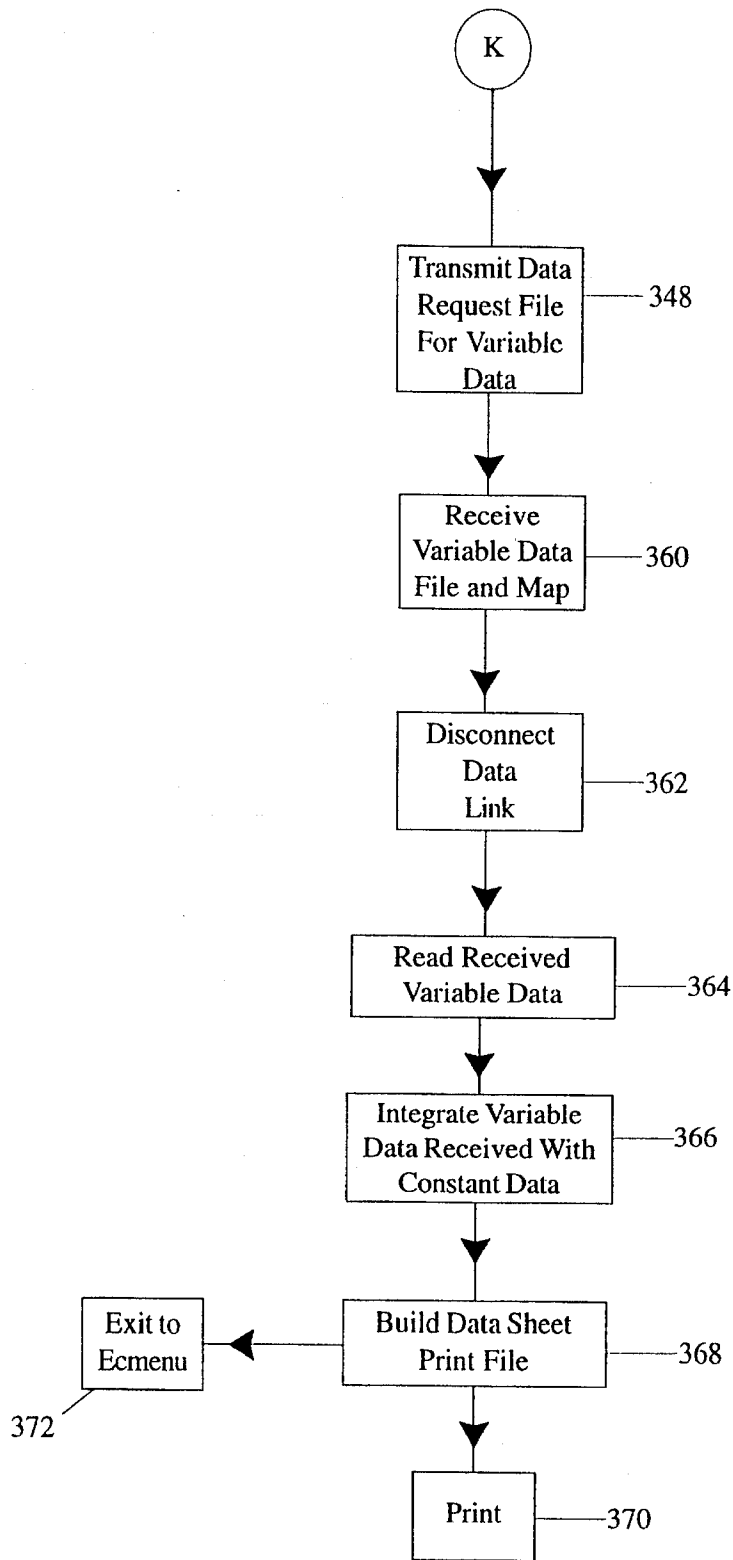 K
Transmit Data
Request File
For Variable
Data
348
Receive
Variable Data
File and Map
360
Disconnect
Data
Link
362
Read Received
Variable Data
364
Integrate Variable
Data Received With
Constant Data
366
Exit to
Ecmenu
372
Build Data Sheet
Print File
368
Print
370